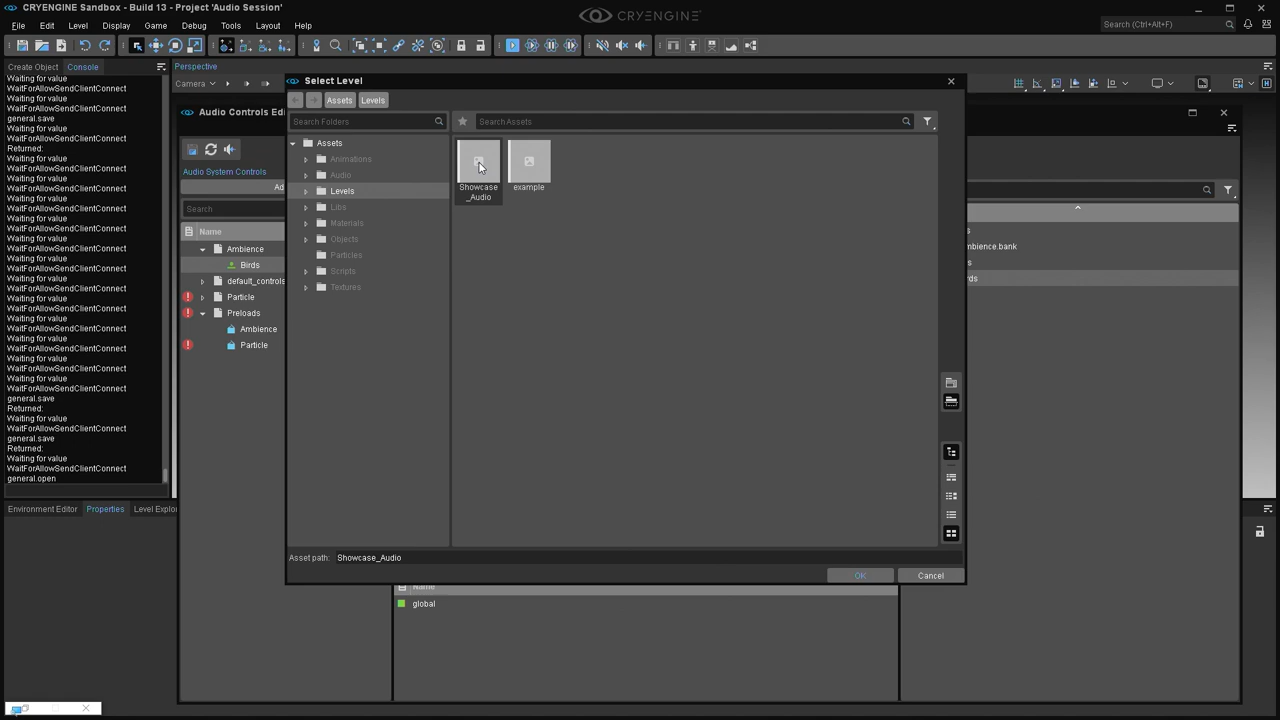 CRYENGINE Sandbox - Build 13 - Project 'Audio Session'
CRYENGINE
File Edit Level Display Game Debug Tools Layout Help
Search (Ctrl+Alt+F)
Create Object Console
Perspective
Camera
Waiting for value
WaitForAllowSendClientConnect
Waiting for value
WaitForAllowSendClientConnect
general.save
Waiting for value
WaitForAllowSendClientConnect
Returned:
Waiting for value
WaitForAllowSendClientConnect
Waiting for value
WaitForAllowSendClientConnect
Waiting for value
WaitForAllowSendClientConnect
Waiting for value
WaitForAllowSendClientConnect
Waiting for value
WaitForAllowSendClientConnect
Waiting for value
WaitForAllowSendClientConnect
Waiting for value
WaitForAllowSendClientConnect
Waiting for value
WaitForAllowSendClientConnect
Waiting for value
WaitForAllowSendClientConnect
Waiting for value
WaitForAllowSendClientConnect
Waiting for value
WaitForAllowSendClientConnect
Waiting for value
WaitForAllowSendClientConnect
general.save
Returned:
Waiting for value
WaitForAllowSendClientConnect
general.save
Returned:
Waiting for value
WaitForAllowSendClientConnect
general.open
Environment Editor Properties Level Explor
Audio Controls Edi
Audio System Controls
Ad
Search
Name
Ambience
Birds
default_controls
Particle
Preloads
Ambience
Particle
Select Level
Assets Levels
Search Folders
Search Assets
Assets
Animations
Audio
Levels
Libs
Materials
Objects
Particles
Scripts
Textures
Showcase
_Audio
example
Asset path: Showcase_Audio
OK Cancel
s
mbience.bank
s
rds
Name
global